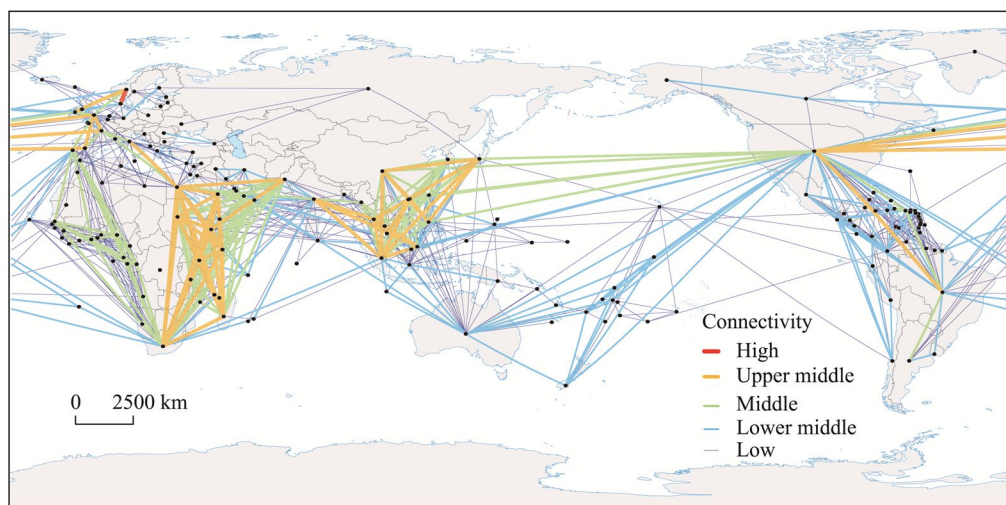 Connectivity
High
Upper middle
Middle
Lower middle
Low
0 2500 km